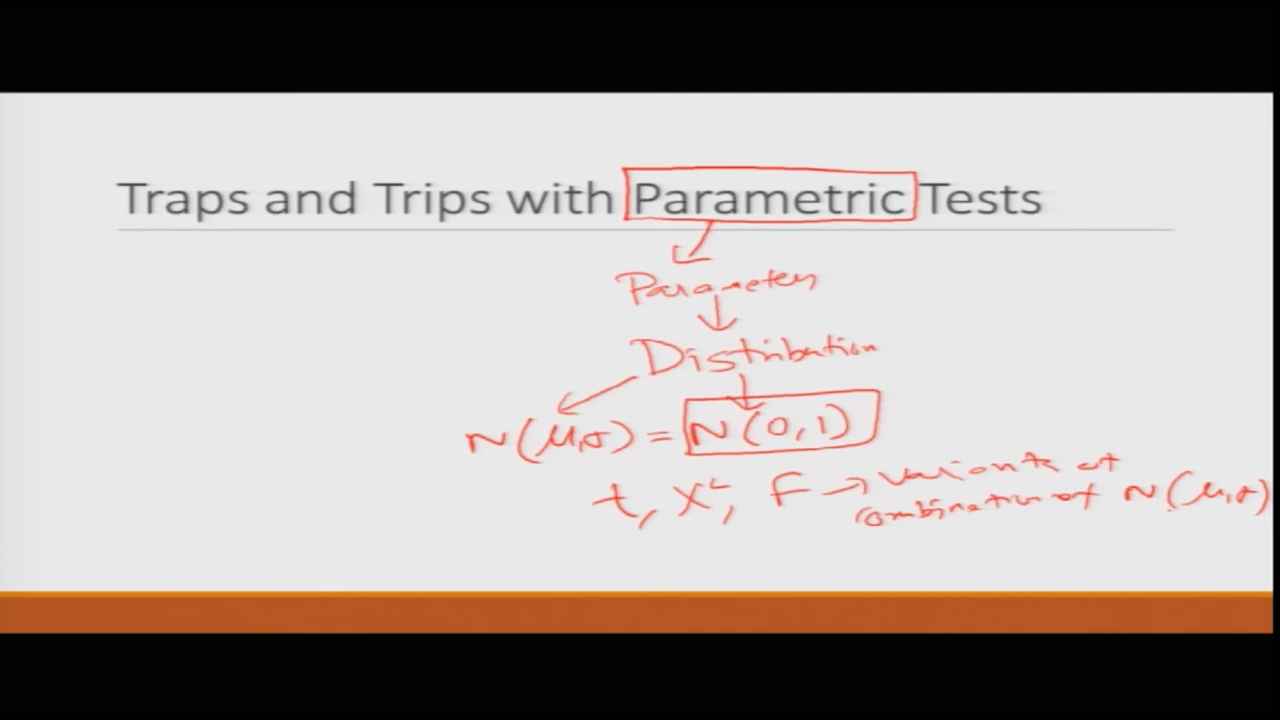 Traps and Trips with Parametric Tests
Parameters
Distribution
N(μ,σ) = N(0,1)
t, χ², F → variants of
combination of N(μ,σ)